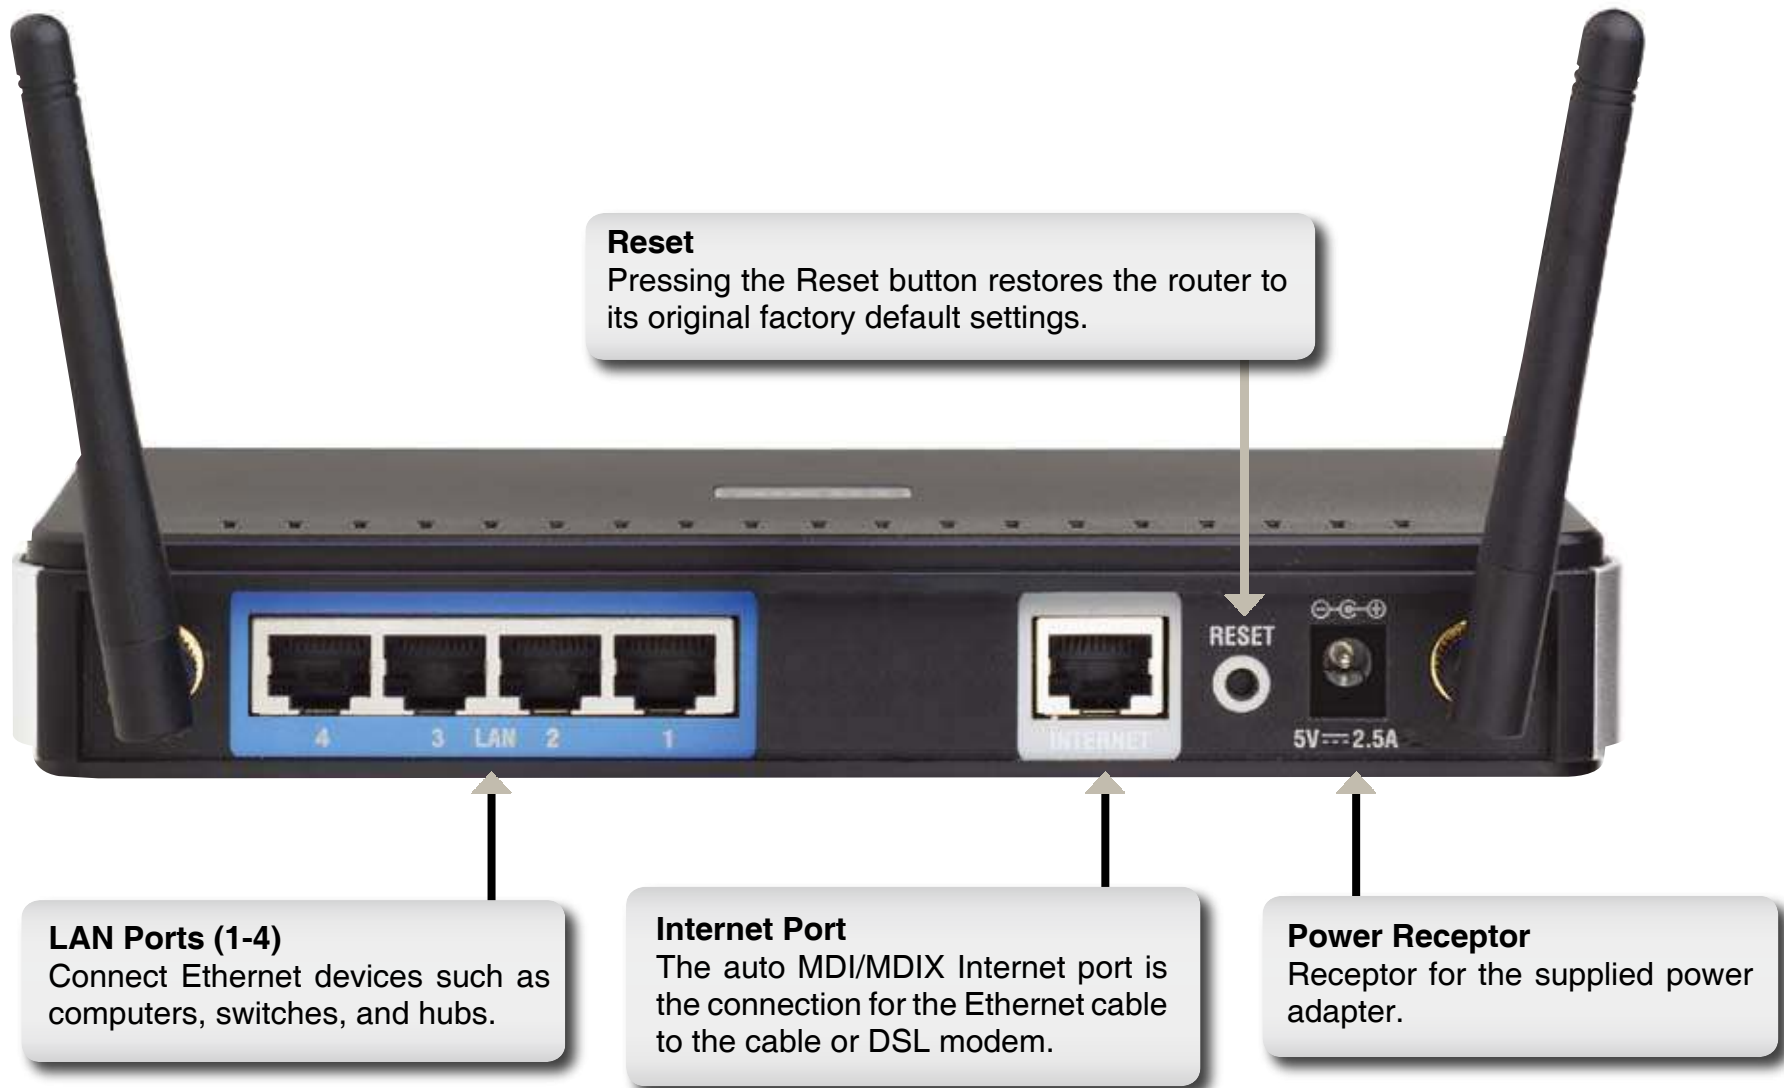 Reset
Pressing the Reset button restores the router to
its original factory default settings.
RESET
4 3 LAN 2 1
INTERNET
5V⎓2.5A
LAN Ports (1-4)
Connect Ethernet devices such as
computers, switches, and hubs.
Internet Port
The auto MDI/MDIX Internet port is
the connection for the Ethernet cable
to the cable or DSL modem.
Power Receptor
Receptor for the supplied power
adapter.